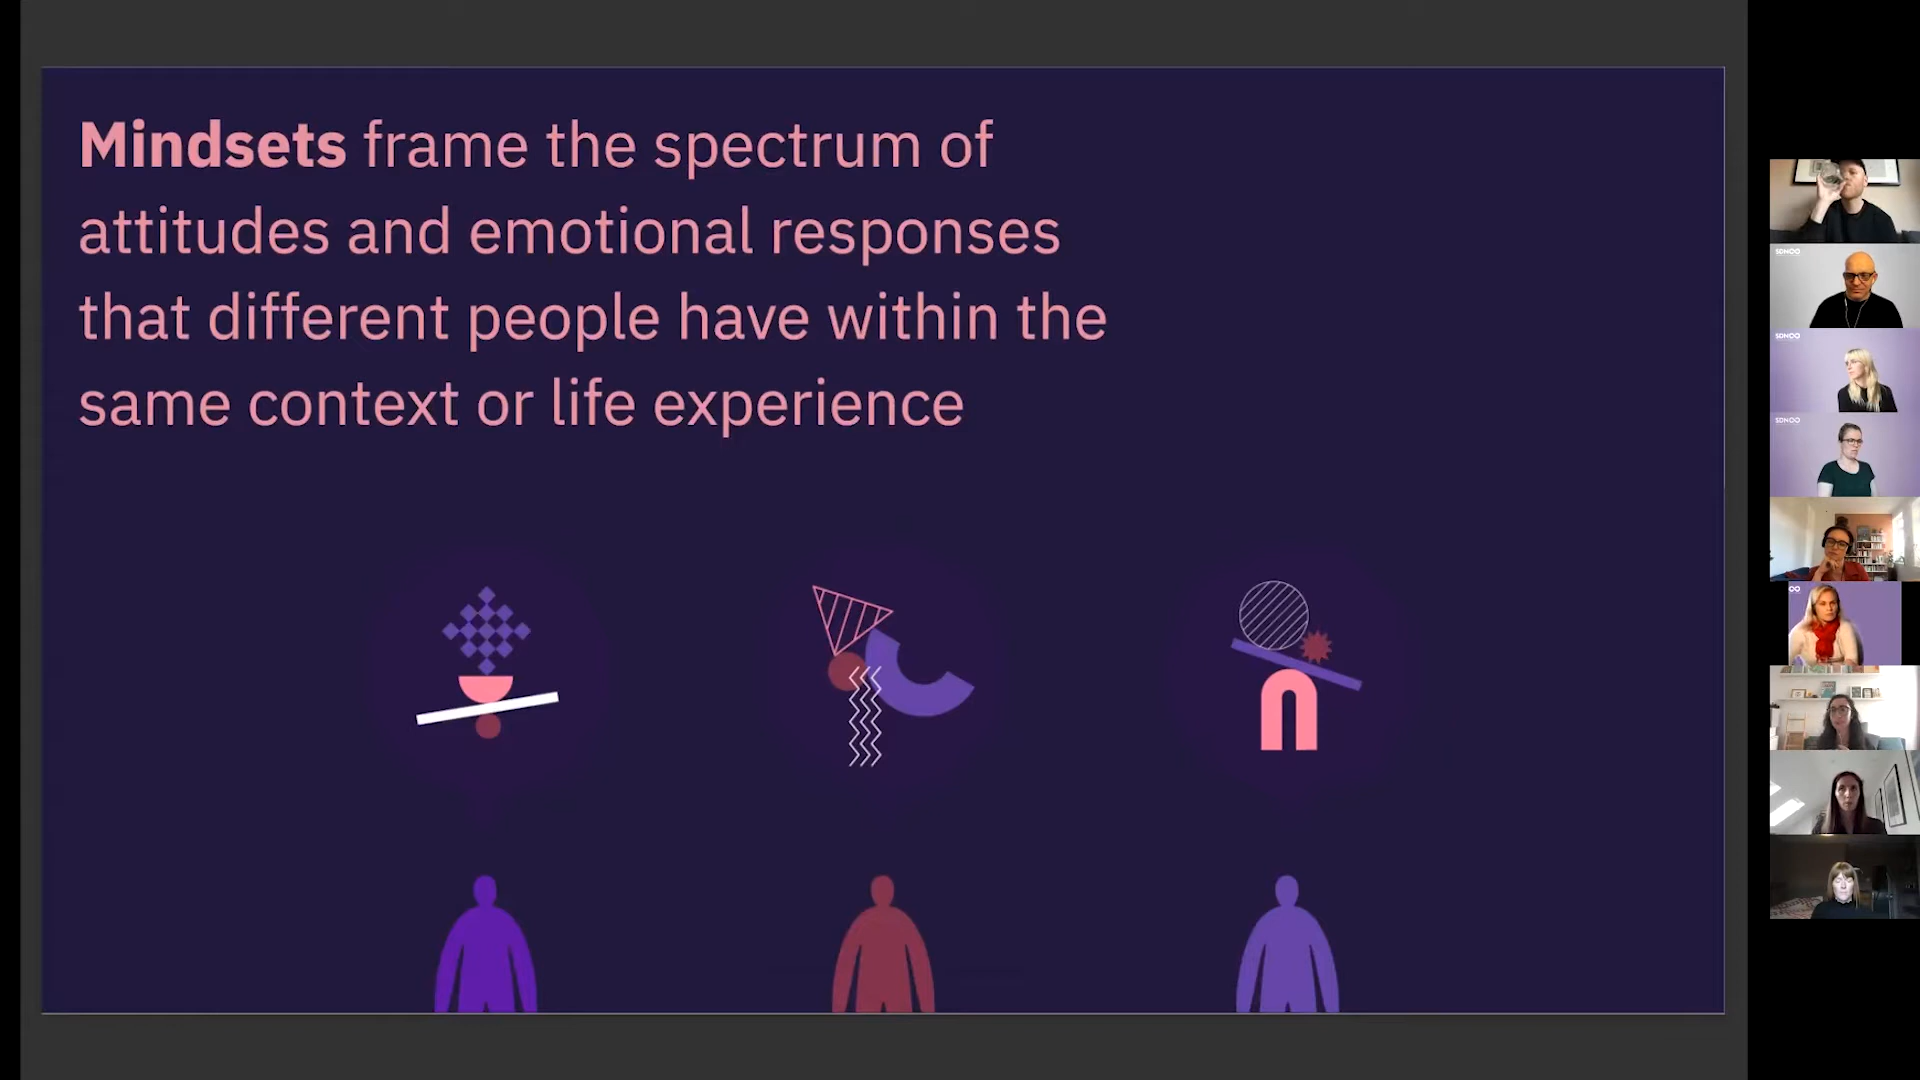 Mindsets frame the spectrum of
attitudes and emotional responses
that different people have within the
same context or life experience